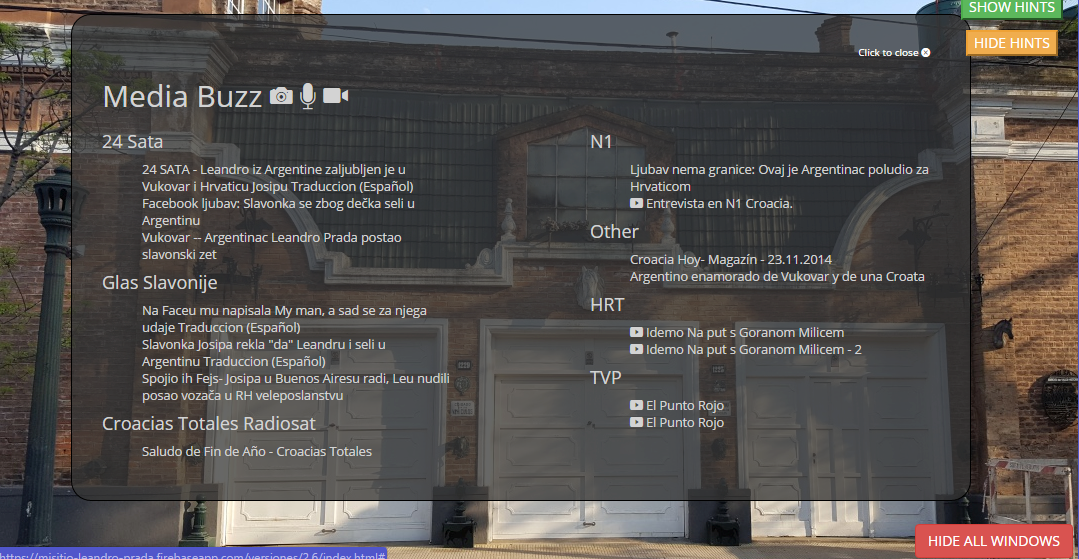 SHOW HINTS
HIDE HINTS
Click to close
Media Buzz
24 Sata
24 SATA - Leandro iz Argentine zaljubljen je u
Vukovar i Hrvaticu Josipu Traduccion (Español)
Facebook ljubav: Slavonka se zbog dečka seli u
Argentinu
Vukovar -- Argentinac Leandro Prada postao
slavonski zet
Glas Slavonije
Na Faceu mu napisala My man, a sad se za njega
udaje Traduccion (Español)
Slavonka Josipa rekla "da" Leandru i seli u
Argentinu Traduccion (Español)
Spojio ih Fejs- Josipa u Buenos Airesu radi, Leu nudili
posao vozača u RH veleposlanstvu
Croacias Totales Radiosat
Saludo de Fin de Año - Croacias Totales
N1
Ljubav nema granice: Ovaj je Argentinac poludio za
Hrvaticom
Entrevista en N1 Croacia.
Other
Croacia Hoy- Magazín - 23.11.2014
Argentino enamorado de Vukovar y de una Croata
HRT
Idemo Na put s Goranom Milicem
Idemo Na put s Goranom Milicem - 2
TVP
El Punto Rojo
El Punto Rojo
HIDE ALL WINDOWS
https://misitio-leandro-prada.firebaseapp.com/versiones/2.6/index.html#